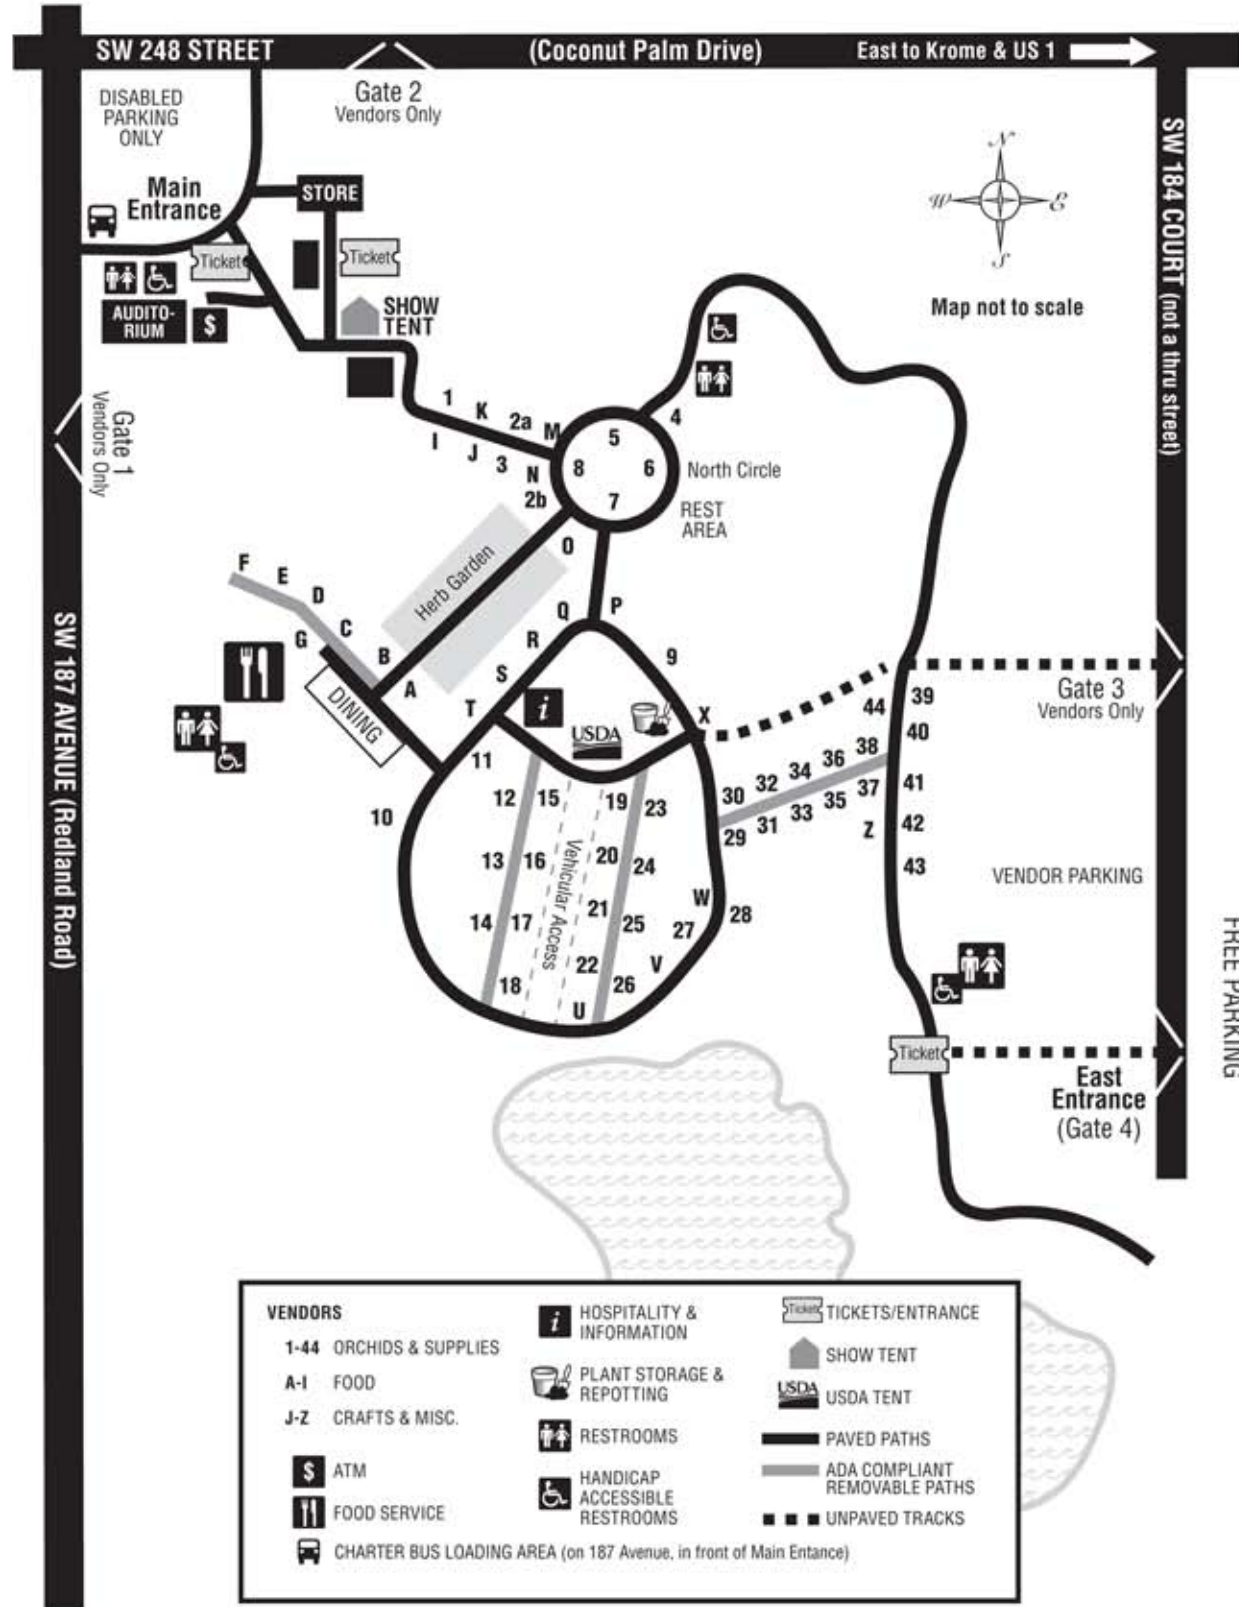 SW 248 STREET
(Coconut Palm Drive)
East to Krome & US 1
DISABLED
PARKING
ONLY
Gate 2
Vendors Only
SW 184 COURT (not a thru street)
N
W
E
S
Map not to scale
Main
Entrance
STORE
Ticket
Ticket
AUDITO-
RIUM
$
SHOW
TENT
Gate 1
Vendors Only
1
K
2a
M
I
J
3
N
2b
4
5
8
6
7
North Circle
REST
AREA
O
Herb Garden
F
E
D
C
G
B
A
DINING
SW 187 AVENUE (Redland Road)
Q
P
R
S
T
9
X
i
USDA
Gate 3
Vendors Only
44
39
40
38
36
34
32
30
41
37
35
33
31
29
Z
42
43
11
10
12
15
19
23
13
16
20
24
14
17
21
25
18
22
26
U
V
W
27
28
Vehicular Access
VENDOR PARKING
FREE PARKING
Ticket
East
Entrance
(Gate 4)
VENDORS
1-44 ORCHIDS & SUPPLIES
A-I FOOD
J-Z CRAFTS & MISC.
$ ATM
FOOD SERVICE
CHARTER BUS LOADING AREA (on 187 Avenue, in front of Main Entance)
i HOSPITALITY &
INFORMATION
PLANT STORAGE &
REPOTTING
RESTROOMS
HANDICAP
ACCESSIBLE
RESTROOMS
Ticket TICKETS/ENTRANCE
SHOW TENT
USDA USDA TENT
PAVED PATHS
ADA COMPLIANT
REMOVABLE PATHS
UNPAVED TRACKS